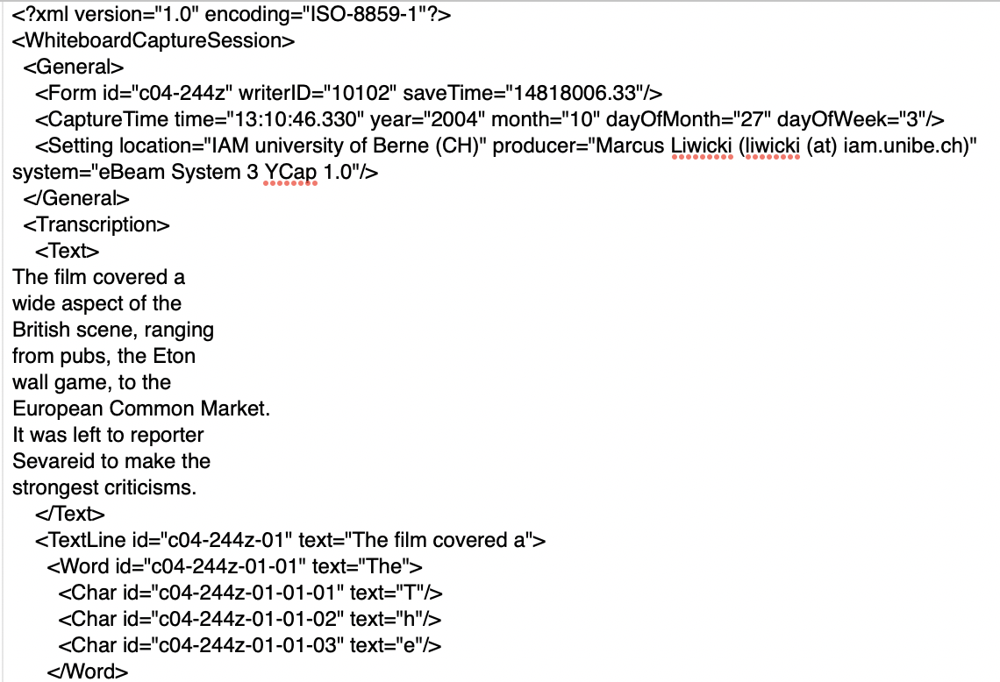 <?xml version="1.0" encoding="ISO-8859-1"?>
<WhiteboardCaptureSession>
<General>
<Form id="c04-244z" writerID="10102" saveTime="14818006.33"/>
<CaptureTime time="13:10:46.330" year="2004" month="10" dayOfMonth="27" dayOfWeek="3"/>
<Setting location="IAM university of Berne (CH)" producer="Marcus Liwicki (liwicki (at) iam.unibe.ch)"
system="eBeam System 3 YCap 1.0"/>
</General>
<Transcription>
<Text>
The film covered a
wide aspect of the
British scene, ranging
from pubs, the Eton
wall game, to the
European Common Market.
It was left to reporter
Sevareid to make the
strongest criticisms.
</Text>
<TextLine id="c04-244z-01" text="The film covered a">
<Word id="c04-244z-01-01" text="The">
<Char id="c04-244z-01-01-01" text="T"/>
<Char id="c04-244z-01-01-02" text="h"/>
<Char id="c04-244z-01-01-03" text="e"/>
</Word>